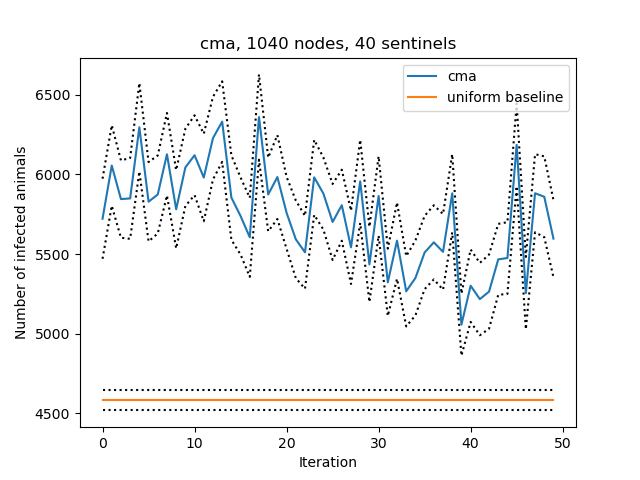 cma, 1040 nodes, 40 sentinels
cma
uniform baseline
Number of infected animals
6500
6000
5500
5000
4500
0 10 20 30 40 50
Iteration